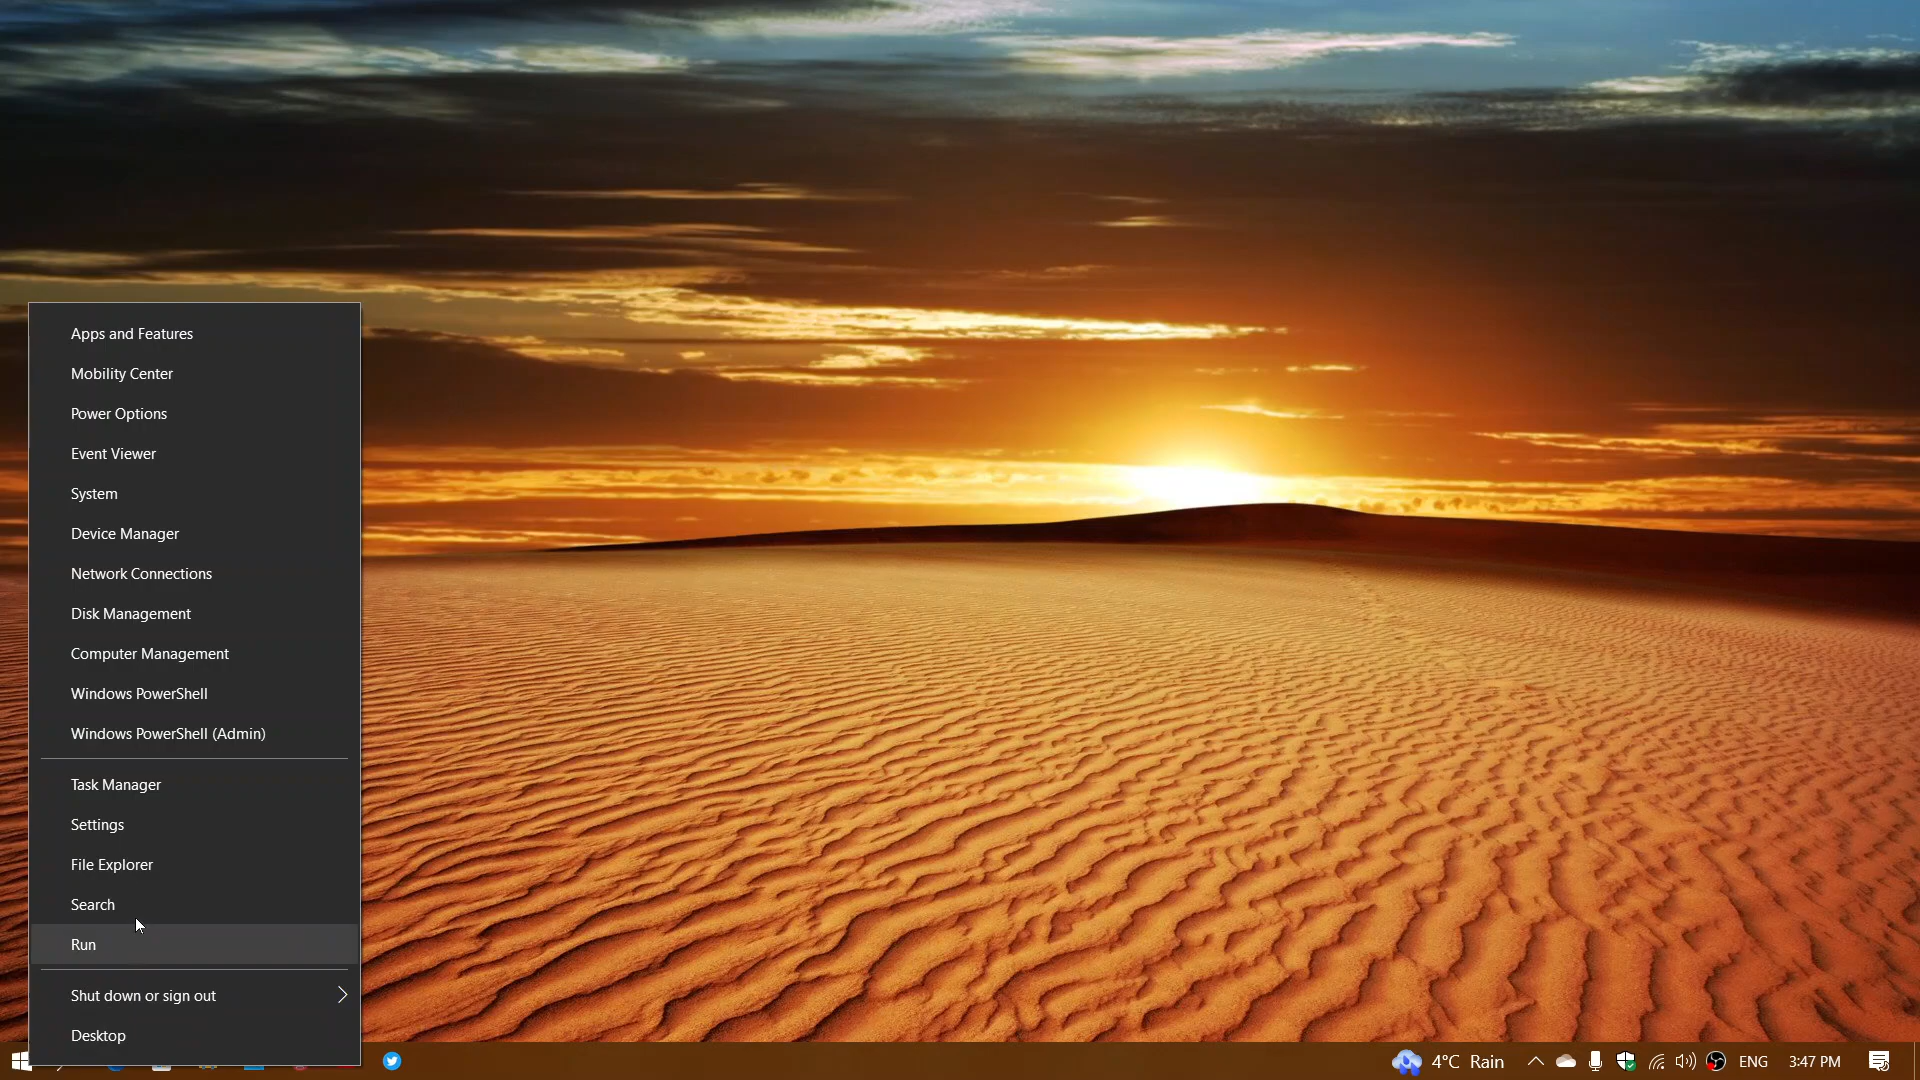 Apps and Features
Mobility Center
Power Options
Event Viewer
System
Device Manager
Network Connections
Disk Management
Computer Management
Windows PowerShell
Windows PowerShell (Admin)
Task Manager
Settings
File Explorer
Search
Run
Shut down or sign out
Desktop
4°C Rain ENG 3:47 PM